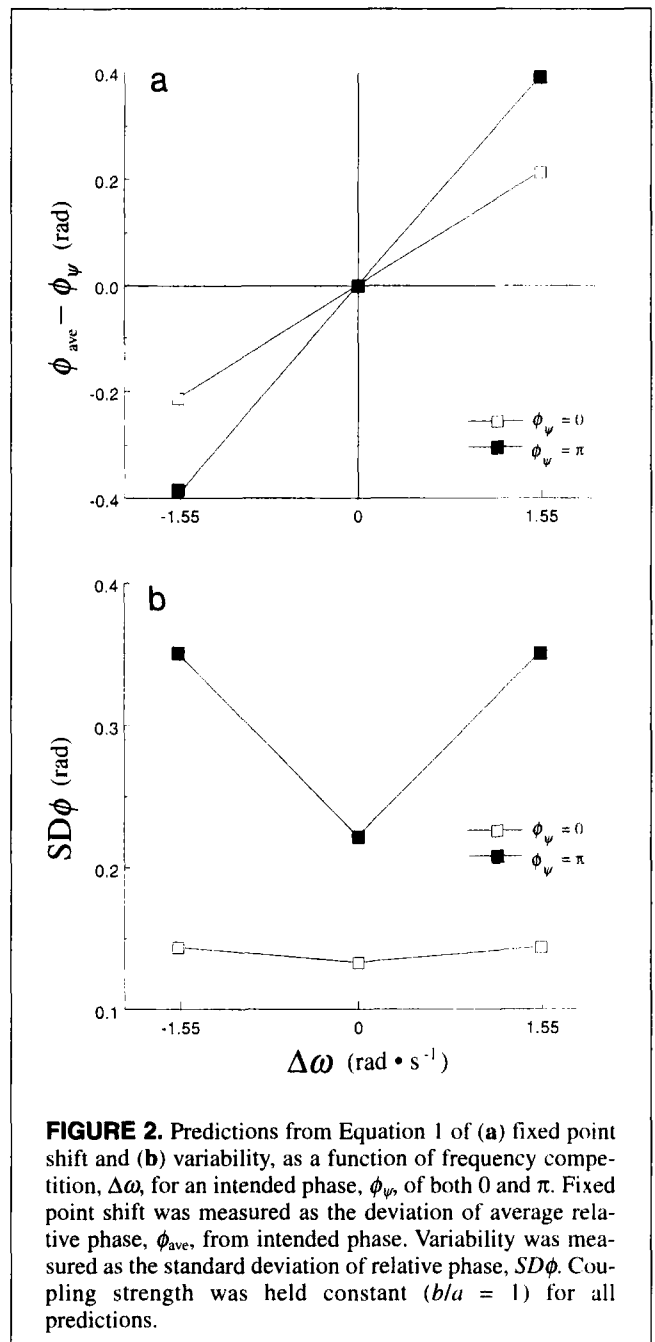 a
0.4
0.2
0.0
-0.2
-0.4
ϕ ave − ϕψ (rad)
ϕψ = 0
ϕψ = π
-1.55 0 1.55
b
0.4
0.3
0.2
0.1
SDϕ (rad)
ϕψ = 0
ϕψ = π
-1.55 0 1.55
Δω (rad • s⁻¹)
FIGURE 2. Predictions from Equation 1 of (a) fixed point
shift and (b) variability, as a function of frequency compe-
tition, Δω, for an intended phase, ϕψ, of both 0 and π. Fixed
point shift was measured as the deviation of average rela-
tive phase, ϕave, from intended phase. Variability was mea-
sured as the standard deviation of relative phase, SDϕ. Cou-
pling strength was held constant (b/a = 1) for all
predictions.